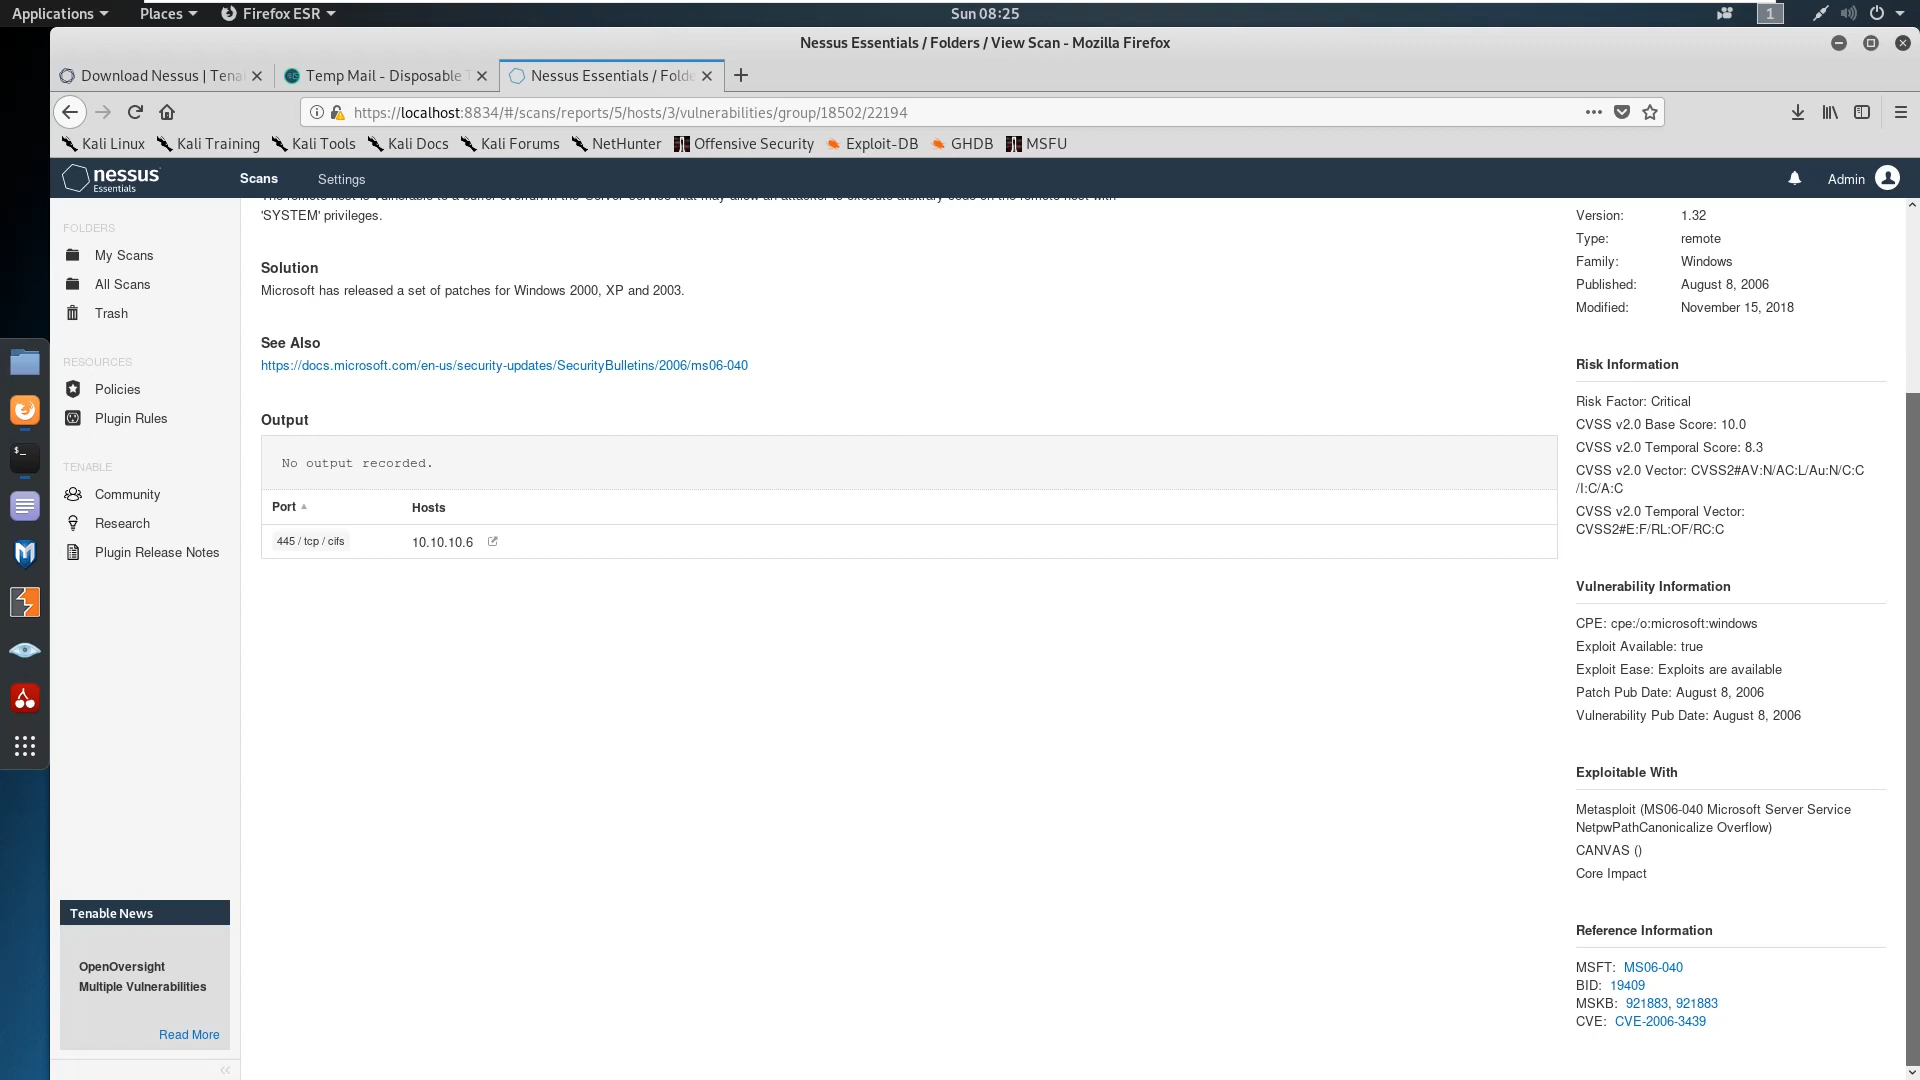 Applications
Places
Firefox ESR
Sun 08:25
1
Nessus Essentials / Folders / View Scan - Mozilla Firefox
Download Nessus | Tena
Temp Mail - Disposable T
Nessus Essentials / Folde
https://localhost:8834/#/scans/reports/5/hosts/3/vulnerabilities/group/18502/22194
Kali Linux
Kali Training
Kali Tools
Kali Docs
Kali Forums
NetHunter
Offensive Security
Exploit-DB
GHDB
MSFU
nessus
Essentials
Scans
Settings
Admin
FOLDERS
My Scans
All Scans
Trash
RESOURCES
Policies
Plugin Rules
TENABLE
Community
Research
Plugin Release Notes
Tenable News
OpenOversight
Multiple Vulnerabilities
Read More
The remote host is vulnerable to a buffer overrun in the 'Server' service that may allow an attacker to execute arbitrary code on the remote host with
'SYSTEM' privileges.
Solution
Microsoft has released a set of patches for Windows 2000, XP and 2003.
See Also
https://docs.microsoft.com/en-us/security-updates/SecurityBulletins/2006/ms06-040
Output
No output recorded.
Port
Hosts
445 / tcp / cifs
10.10.10.6
Version: 1.32
Type: remote
Family: Windows
Published: August 8, 2006
Modified: November 15, 2018
Risk Information
Risk Factor: Critical
CVSS v2.0 Base Score: 10.0
CVSS v2.0 Temporal Score: 8.3
CVSS v2.0 Vector: CVSS2#AV:N/AC:L/Au:N/C:C
/I:C/A:C
CVSS v2.0 Temporal Vector:
CVSS2#E:F/RL:OF/RC:C
Vulnerability Information
CPE: cpe:/o:microsoft:windows
Exploit Available: true
Exploit Ease: Exploits are available
Patch Pub Date: August 8, 2006
Vulnerability Pub Date: August 8, 2006
Exploitable With
Metasploit (MS06-040 Microsoft Server Service
NetpwPathCanonicalize Overflow)
CANVAS ()
Core Impact
Reference Information
MSFT: MS06-040
BID: 19409
MSKB: 921883, 921883
CVE: CVE-2006-3439